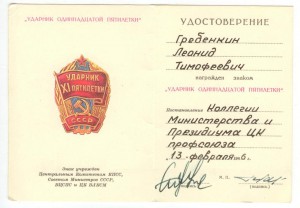 "УДАРНИК ОДИННАДЦАТОЙ ПЯТИЛЕТКИ"
УДАРНИК
XI ПЯТИЛЕТКИ
СССР
Знак учрежден
Центральным Комитетом КПСС,
Советом Министров СССР,
ВЦСПС и ЦК ВЛКСМ
УДОСТОВЕРЕНИЕ
Гребенкин
Леонид
Тимофеевич
награжден знаком
"УДАРНИК ОДИННАДЦАТОЙ ПЯТИЛЕТКИ"
Постановление Коллегии
Министерства и
Президиума ЦК
профсоюза
"13" февраля
М. П.